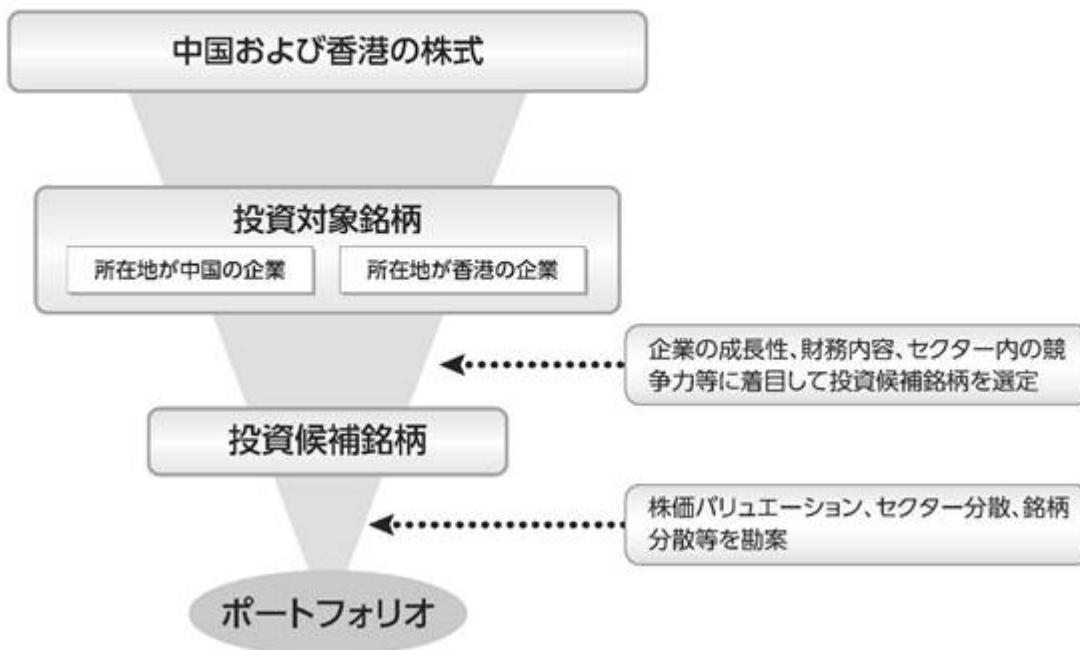 中国および香港の株式
投資対象銘柄
所在地が中国の企業
所在地が香港の企業
企業の成長性、財務内容、セクター内の競
争力等に着目して投資候補銘柄を選定
投資候補銘柄
株価バリュエーション、セクター分散、銘柄
分散等を勘案
ポートフォリオ